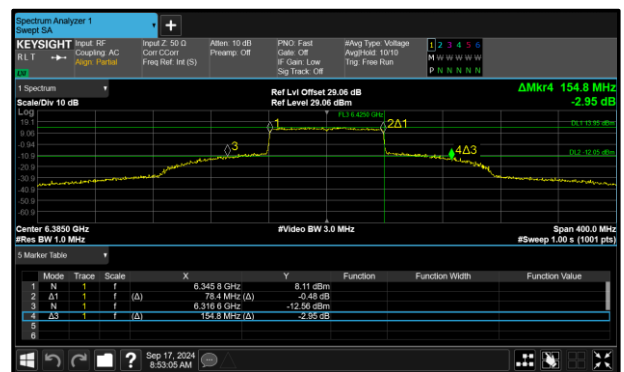 Spectrum Analyzer 1
Swept SA
+
KEYSIGHT Input: RF Input Z: 50 Ω Atten: 10 dB PNO: Fast #Avg Type: Voltage 1 2 3 4 5 6
RLT Coupling: AC Corr CCorr Preamp: Off Gate: Off Avg|Hold: 10/10 M W W W W W
Align: Partial Freq Ref: Int (S) IF Gain: Low Trig: Free Run
Sig Track: Off P N N N N N
1 Spectrum Ref Lvl Offset 29.06 dB ΔMkr4 154.8 MHz
Scale/Div 10 dB Ref Level 29.06 dBm -2.95 dB
Log
19.1 FL3 6.4250 GHz DL1 13.95 dBm
1 2Δ1
9.06
-0.94 3 4Δ3
-10.9 DL2 -12.05 dBm
-20.9
-30.9
-40.9
-50.9
-60.9
Center 6.3850 GHz #Video BW 3.0 MHz Span 400.0 MHz
#Res BW 1.0 MHz #Sweep 1.00 s (1001 pts)
5 Marker Table
Mode Trace Scale X Y Function Function Width Function Value
1 N 1 f 6.345 8 GHz 8.11 dBm
2 Δ1 1 f (Δ) 78.4 MHz (Δ) -0.48 dB
3 N 1 f 6.316 6 GHz -12.56 dBm
4 Δ3 1 f (Δ) 154.8 MHz (Δ) -2.95 dB
5
6
? Sep 17, 2024
8:53:05 AM